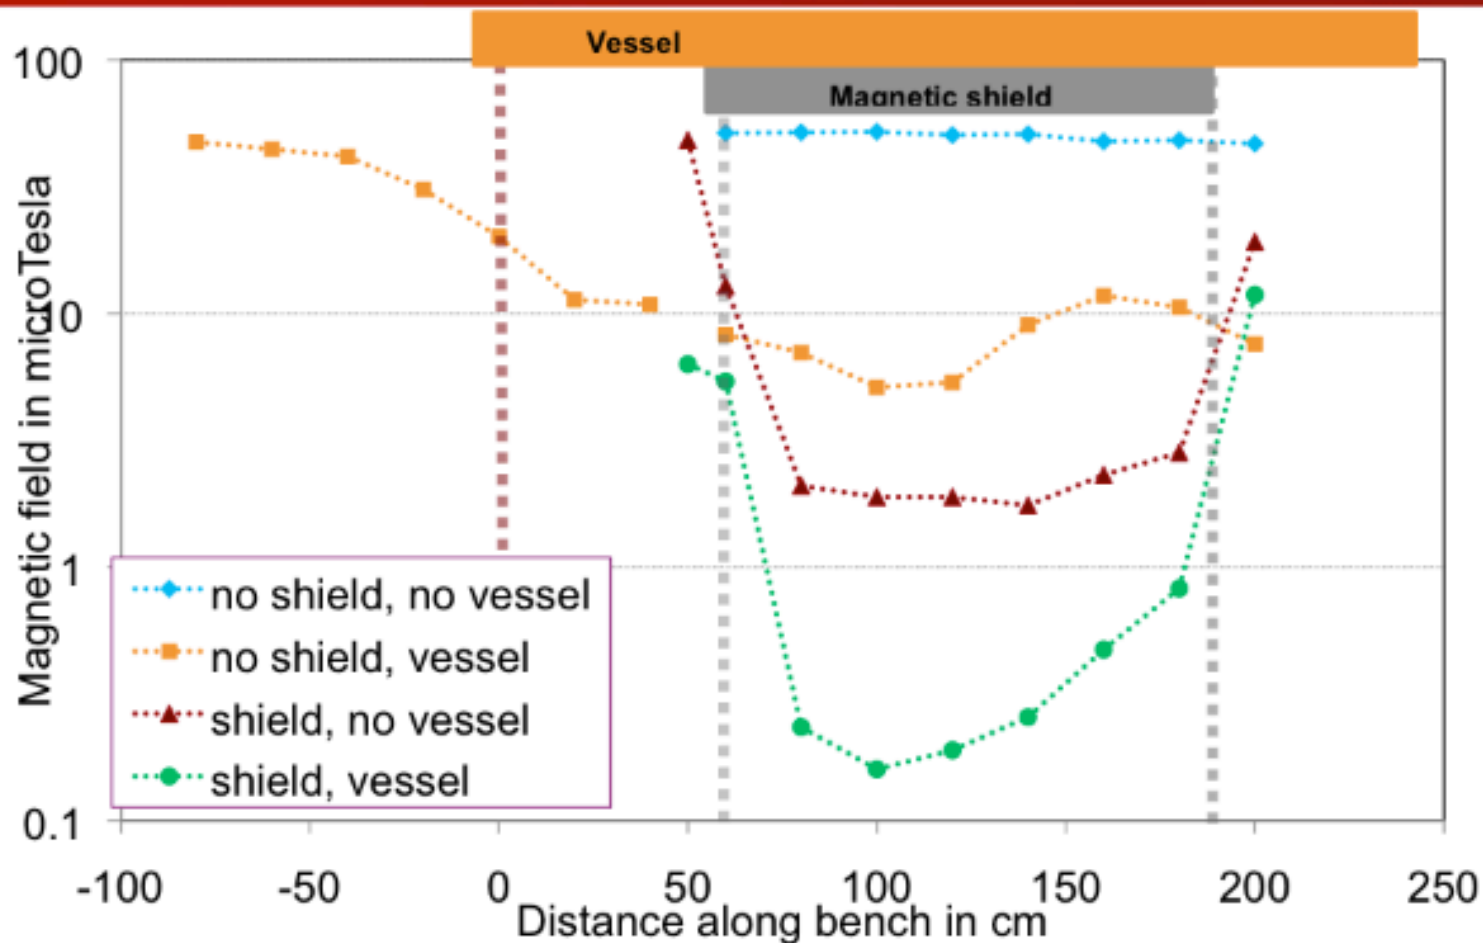 Vessel
Magnetic shield
100
10
1
0.1
Magnetic field in microTesla
no shield, no vessel
no shield, vessel
shield, no vessel
shield, vessel
-100 -50 0 50 100 150 200 250
Distance along bench in cm